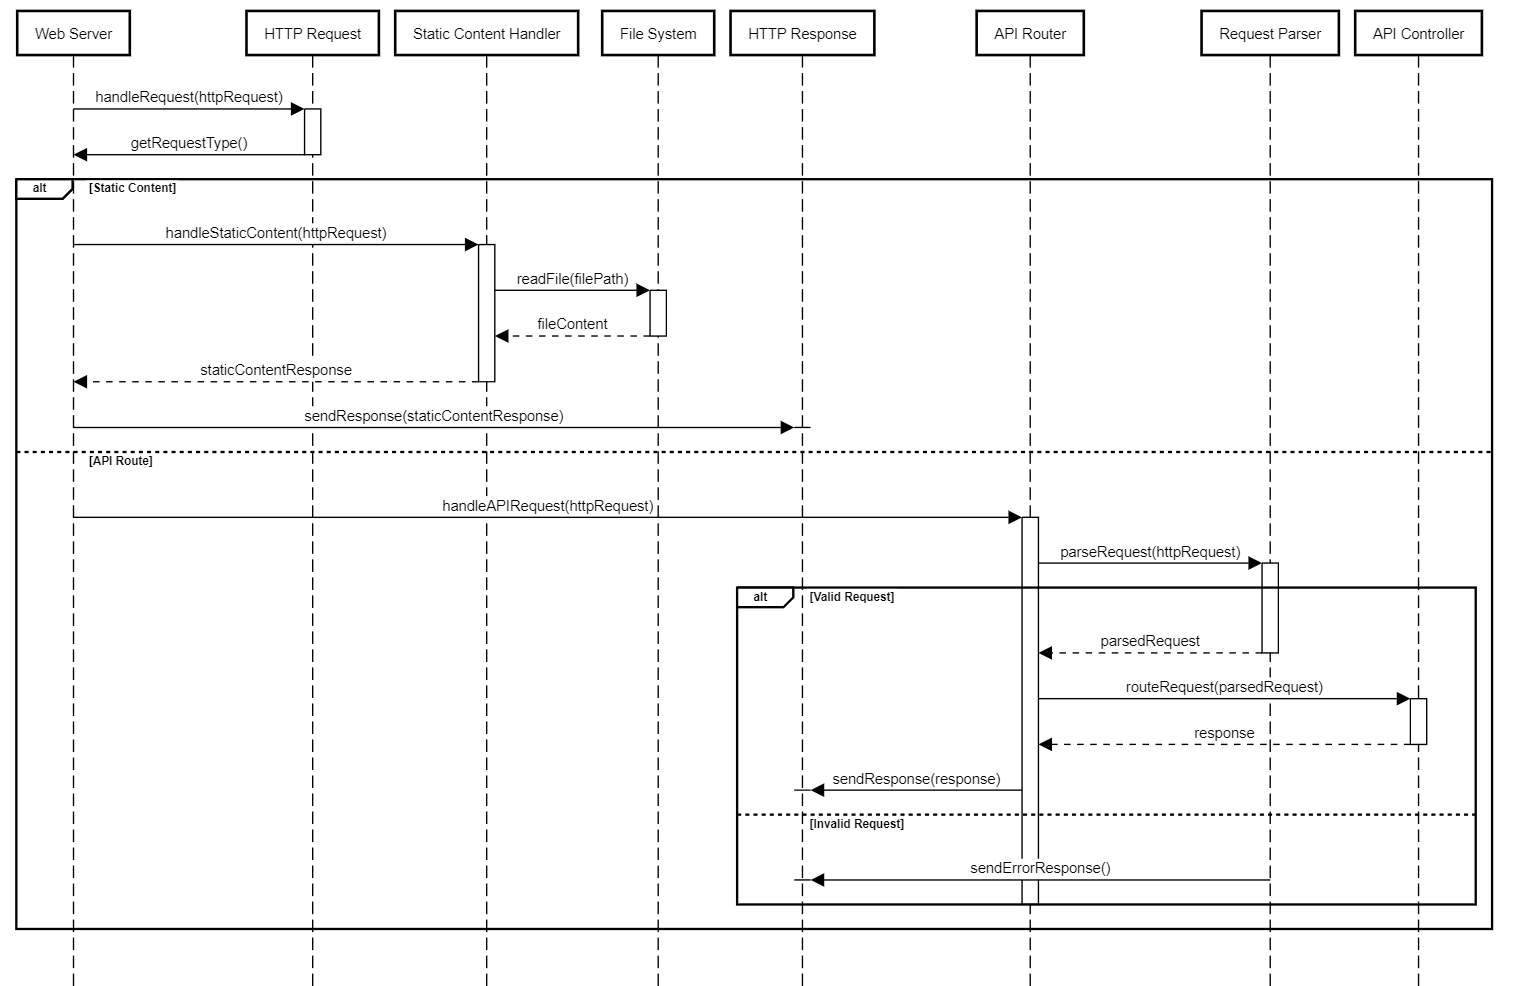 Web Server
HTTP Request
Static Content Handler
File System
HTTP Response
API Router
Request Parser
API Controller
handleRequest(httpRequest)
getRequestType()
alt
[Static Content]
handleStaticContent(httpRequest)
readFile(filePath)
fileContent
staticContentResponse
sendResponse(staticContentResponse)
[API Route]
handleAPIRequest(httpRequest)
parseRequest(httpRequest)
alt
[Valid Request]
parsedRequest
routeRequest(parsedRequest)
response
sendResponse(response)
[Invalid Request]
sendErrorResponse()